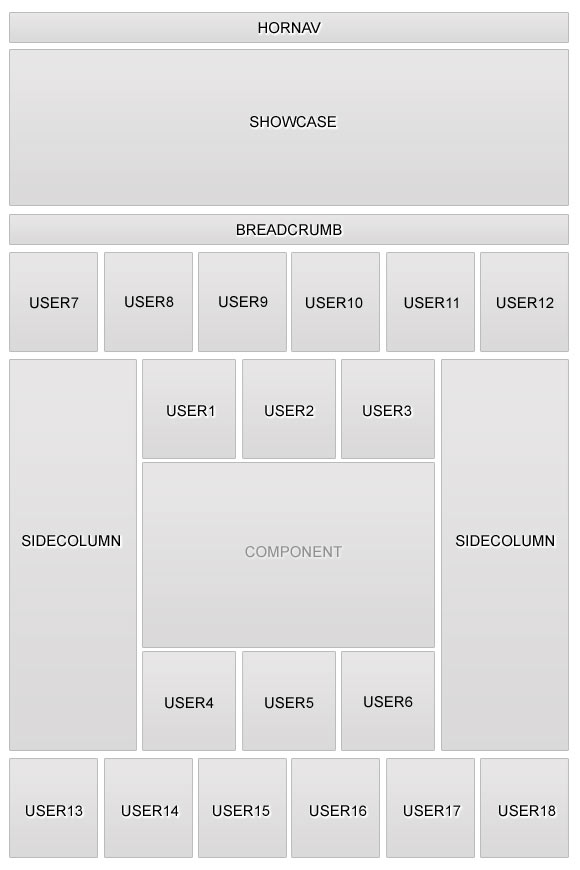 HORNAV
SHOWCASE
BREADCRUMB
USER7 USER8 USER9 USER10 USER11 USER12
USER1 USER2 USER3
SIDECOLUMN COMPONENT SIDECOLUMN
USER4 USER5 USER6
USER13 USER14 USER15 USER16 USER17 USER18